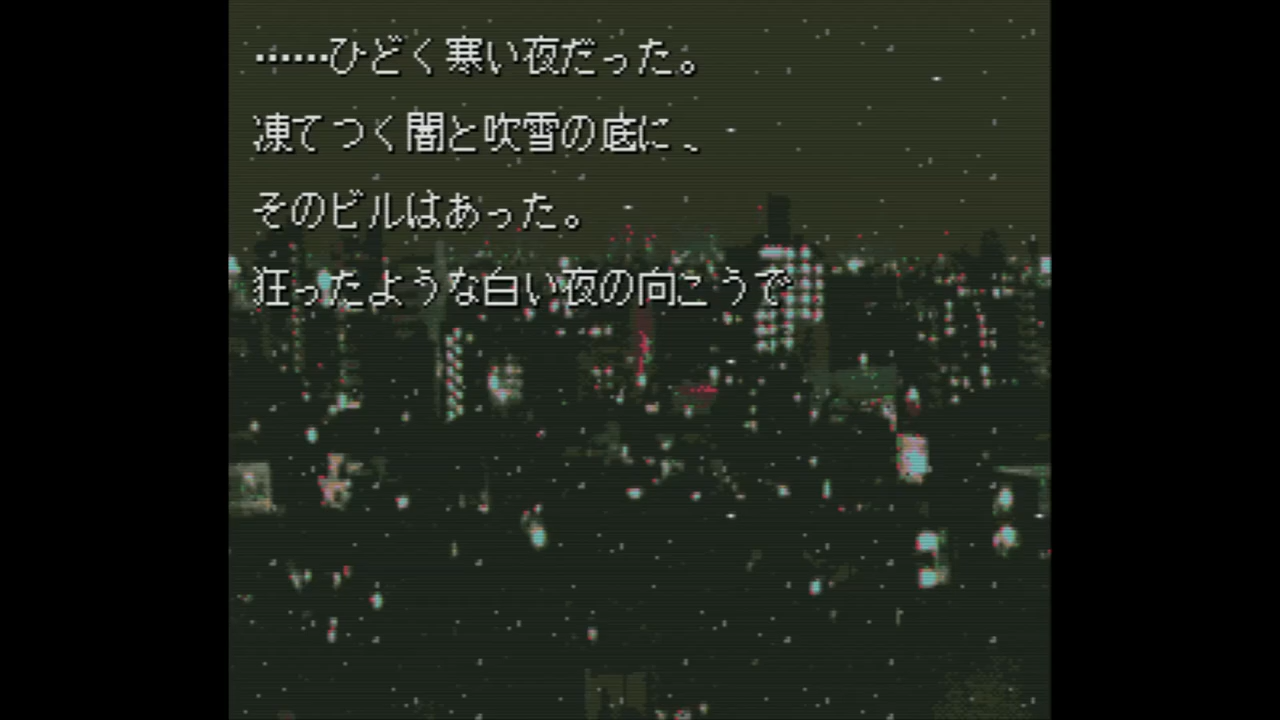 ……ひどく寒い夜だった。
凍てつく闇と吹雪の底に、
そのビルはあった。
狂ったような白い夜の向こうで